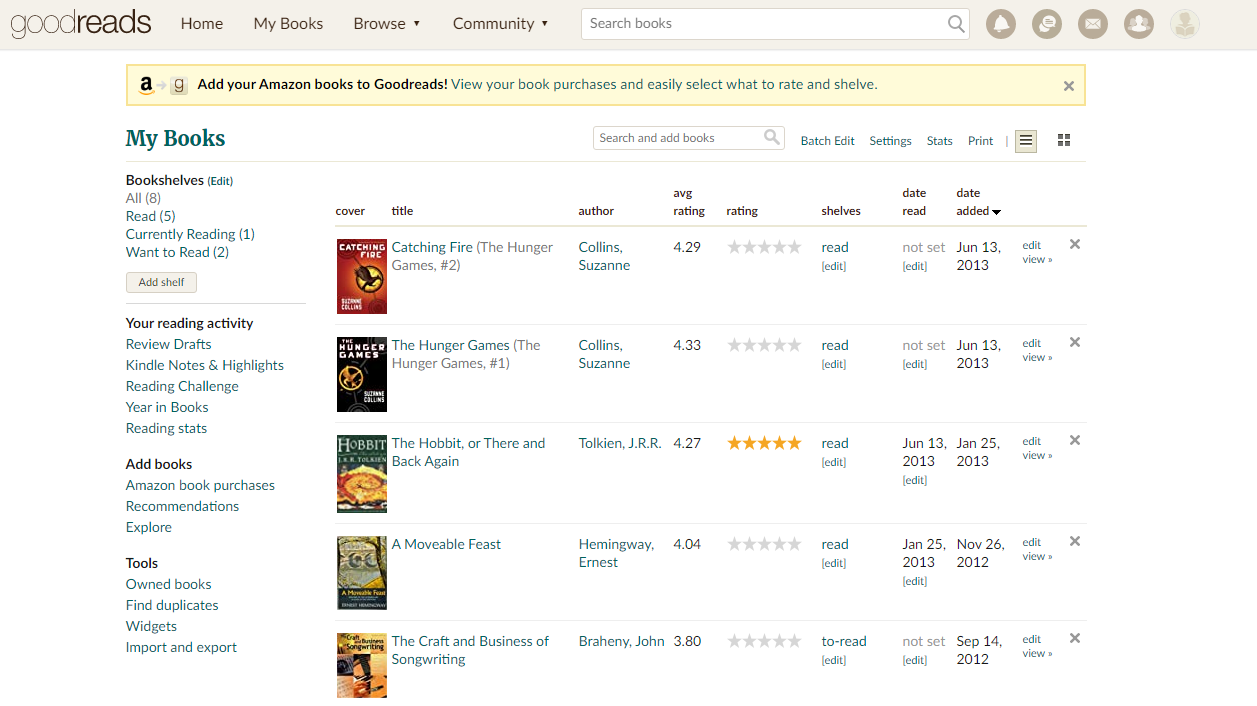 goodreads Home My Books Browse ▼ Community ▼ Search books
a g Add your Amazon books to Goodreads! View your book purchases and easily select what to rate and shelve. ×
My Books
Search and add books Batch Edit Settings Stats Print |
Bookshelves (Edit)
All (8)
Read (5)
Currently Reading (1)
Want to Read (2)
Add shelf
Your reading activity
Review Drafts
Kindle Notes & Highlights
Reading Challenge
Year in Books
Reading stats
Add books
Amazon book purchases
Recommendations
Explore
Tools
Owned books
Find duplicates
Widgets
Import and export
avg date date
cover title author rating rating shelves read added
CATCHING
FIRE
SUZANNE
COLLINS
Catching Fire (The Hunger
Games, #2)
Collins,
Suzanne
4.29
read
[edit]
not set
[edit]
Jun 13,
2013
edit
view »
THE
HUNGER
GAMES
SUZANNE
COLLINS
The Hunger Games (The
Hunger Games, #1)
Collins,
Suzanne
4.33
read
[edit]
not set
[edit]
Jun 13,
2013
edit
view »
HOBBIT
J.R.R. TOLKIEN
The Hobbit, or There and
Back Again
Tolkien, J.R.R.
4.27
read
[edit]
Jun 13,
2013
[edit]
Jan 25,
2013
edit
view »
A Moveable Feast
ERNEST HEMINGWAY
A Moveable Feast
Hemingway,
Ernest
4.04
read
[edit]
Jan 25,
2013
[edit]
Nov 26,
2012
edit
view »
Craft and
Business
Songwriting
The Craft and Business of
Songwriting
Braheny, John
3.80
to-read
[edit]
not set
[edit]
Sep 14,
2012
edit
view »